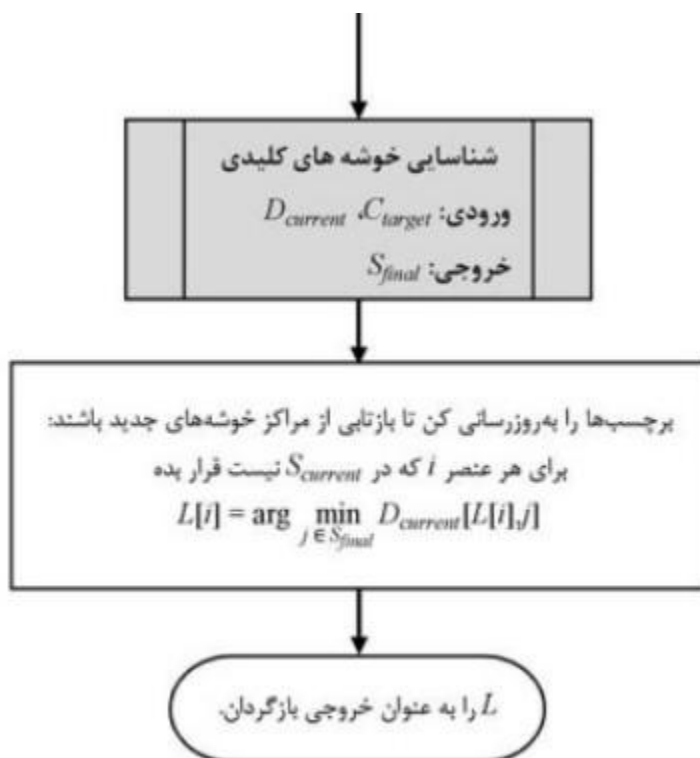 شناسایی خوشه های کلیدی
ورودی: D_current ،C_target
خروجی: S_final
برچسب‌ها را به‌روزرسانی کن تا بازتابی از مراکز خوشه‌های جدید باشند:
برای هر عنصر i که در S_current نیست قرار بده
L[i] = arg min_{j ∈ S_final} D_current[L[i],j]
L را به عنوان خروجی بازگردان.